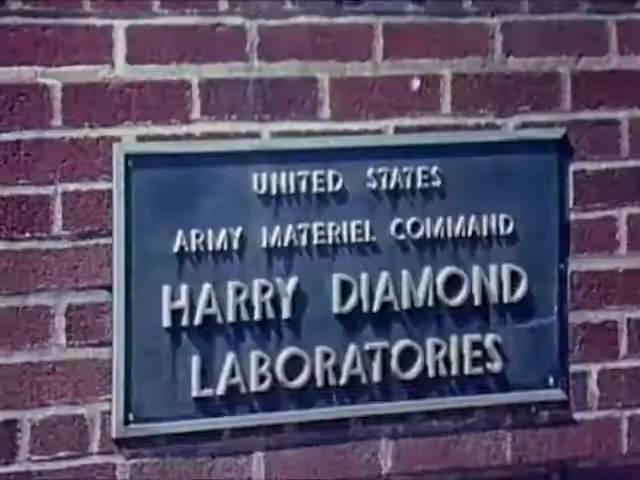 UNITED STATES
ARMY MATERIEL COMMAND
HARRY DIAMOND
LABORATORIES